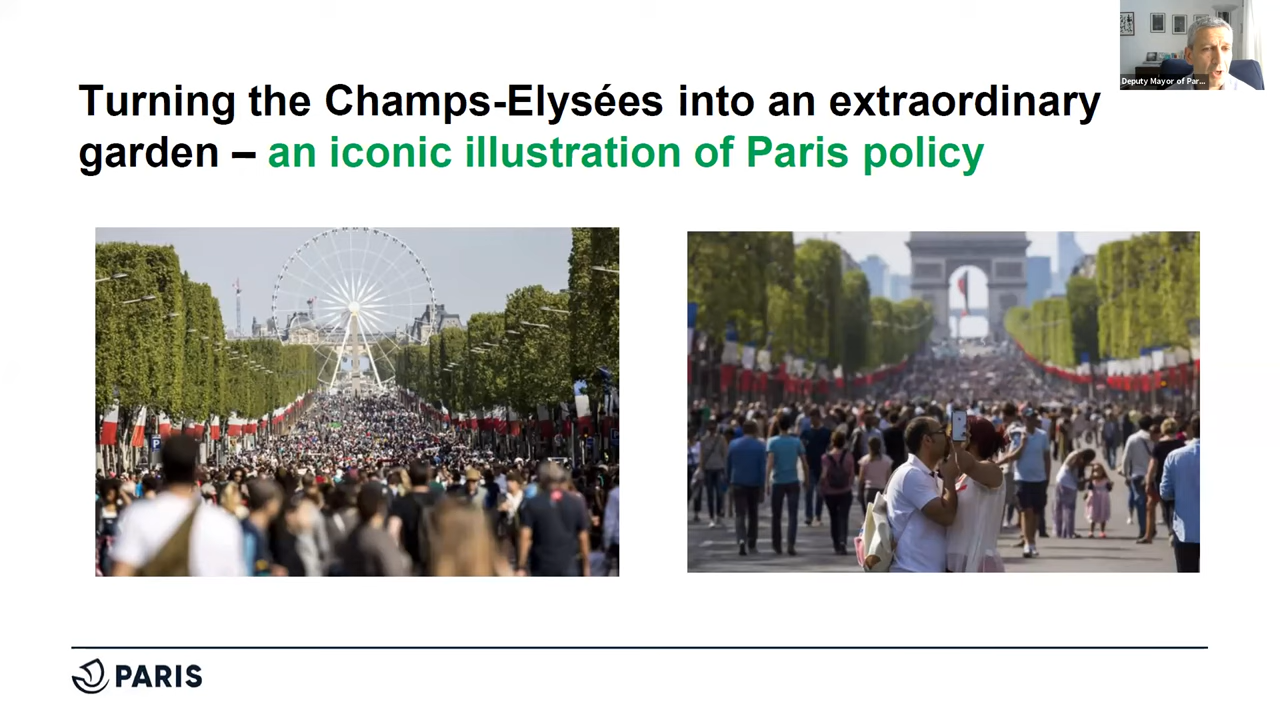 Deputy Mayor of Par...
Turning the Champs-Elysées into an extraordinary
garden – an iconic illustration of Paris policy
P
PARIS